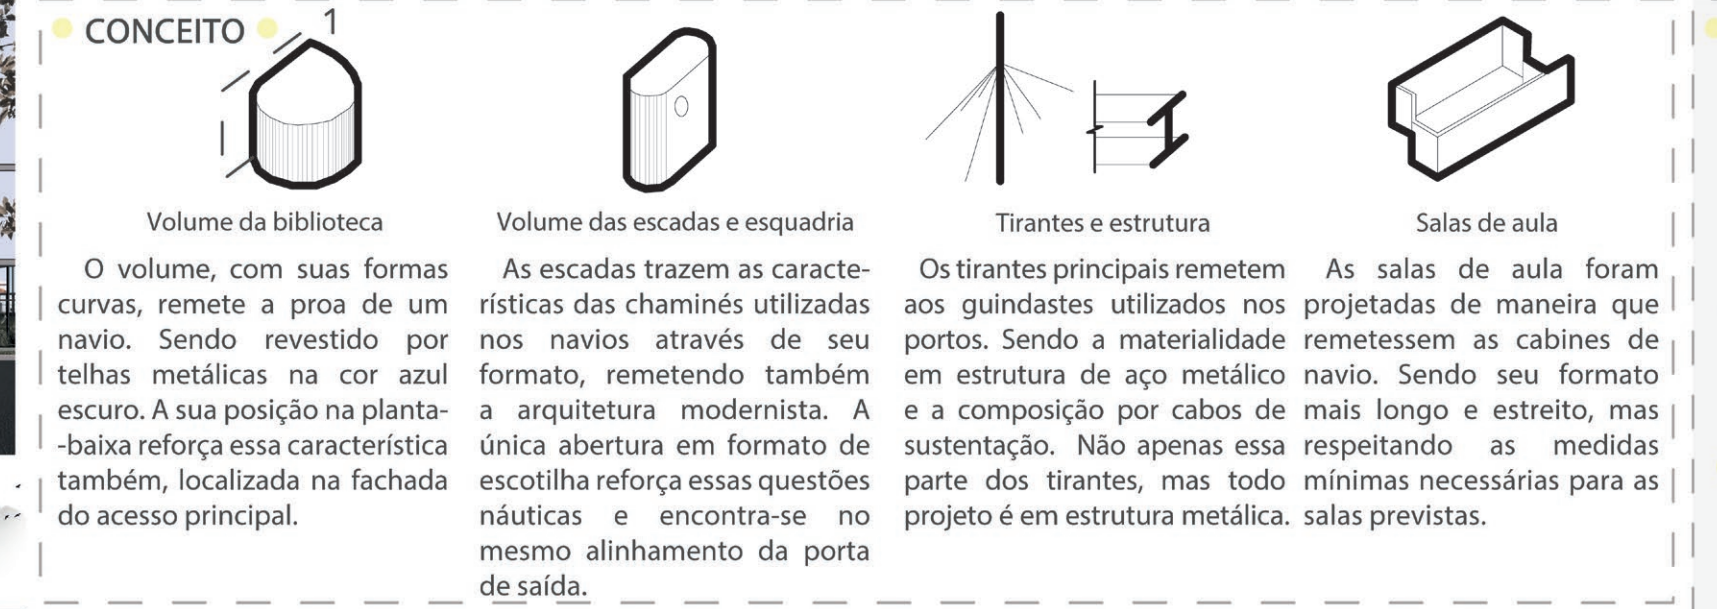 CONCEITO
1
Volume da biblioteca
O volume, com suas formas
curvas, remete a proa de um
navio. Sendo revestido por
telhas metálicas na cor azul
escuro. A sua posição na planta-
-baixa reforça essa característica
também, localizada na fachada
do acesso principal.
Volume das escadas e esquadria
As escadas trazem as caracte-
rísticas das chaminés utilizadas
nos navios através de seu
formato, remetendo também
a arquitetura modernista. A
única abertura em formato de
escotilha reforça essas questões
náuticas e encontra-se no
mesmo alinhamento da porta
de saída.
Tirantes e estrutura
Os tirantes principais remetem
aos guindastes utilizados nos
portos. Sendo a materialidade
em estrutura de aço metálico
e a composição por cabos de
sustentação. Não apenas essa
parte dos tirantes, mas todo
projeto é em estrutura metálica.
Salas de aula
As salas de aula foram
projetadas de maneira que
remetessem as cabines de
navio. Sendo seu formato
mais longo e estreito, mas
respeitando as medidas
mínimas necessárias para as
salas previstas.